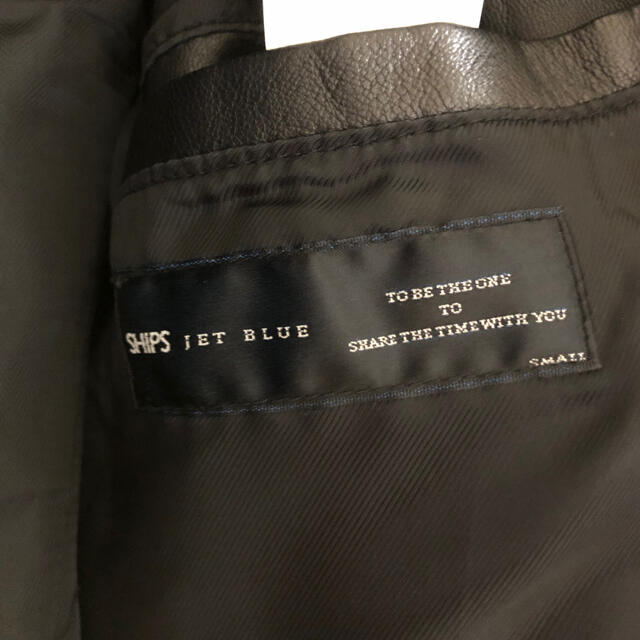 SHIPS JET BLUE
TO BE THE ONE
TO
SHARE THE TIME WITH YOU
SMALL